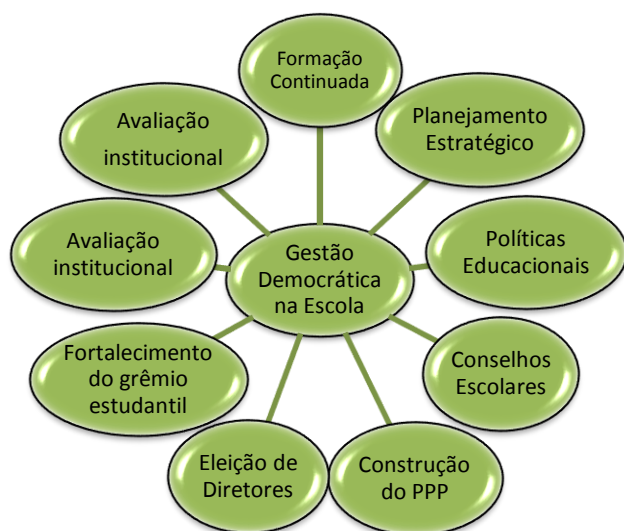 Formação
Continuada
Planejamento
Estratégico
Políticas
Educacionais
Conselhos
Escolares
Construção
do PPP
Eleição de
Diretores
Fortalecimento
do grêmio
estudantil
Avaliação
institucional
Avaliação
institucional
Gestão
Democrática
na Escola